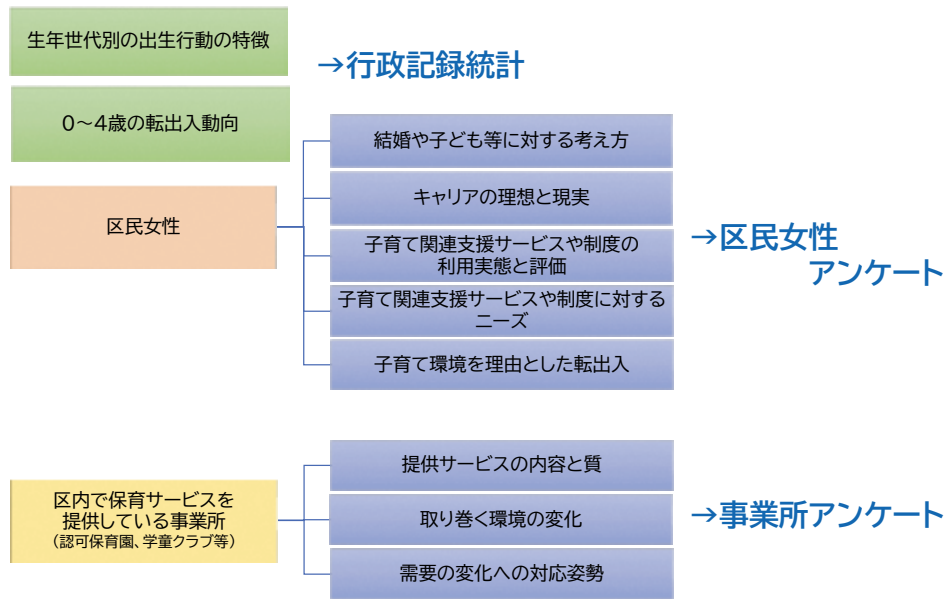 生年世代別の出生行動の特徴
→行政記録統計
0~4歳の転出入動向
区民女性
結婚や子ども等に対する考え方
キャリアの理想と現実
子育て関連支援サービスや制度の
利用実態と評価
子育て関連支援サービスや制度に対する
ニーズ
子育て環境を理由とした転出入
→区民女性
アンケート
区内で保育サービスを
提供している事業所
(認可保育園、学童クラブ等)
提供サービスの内容と質
取り巻く環境の変化
需要の変化への対応姿勢
→事業所アンケート